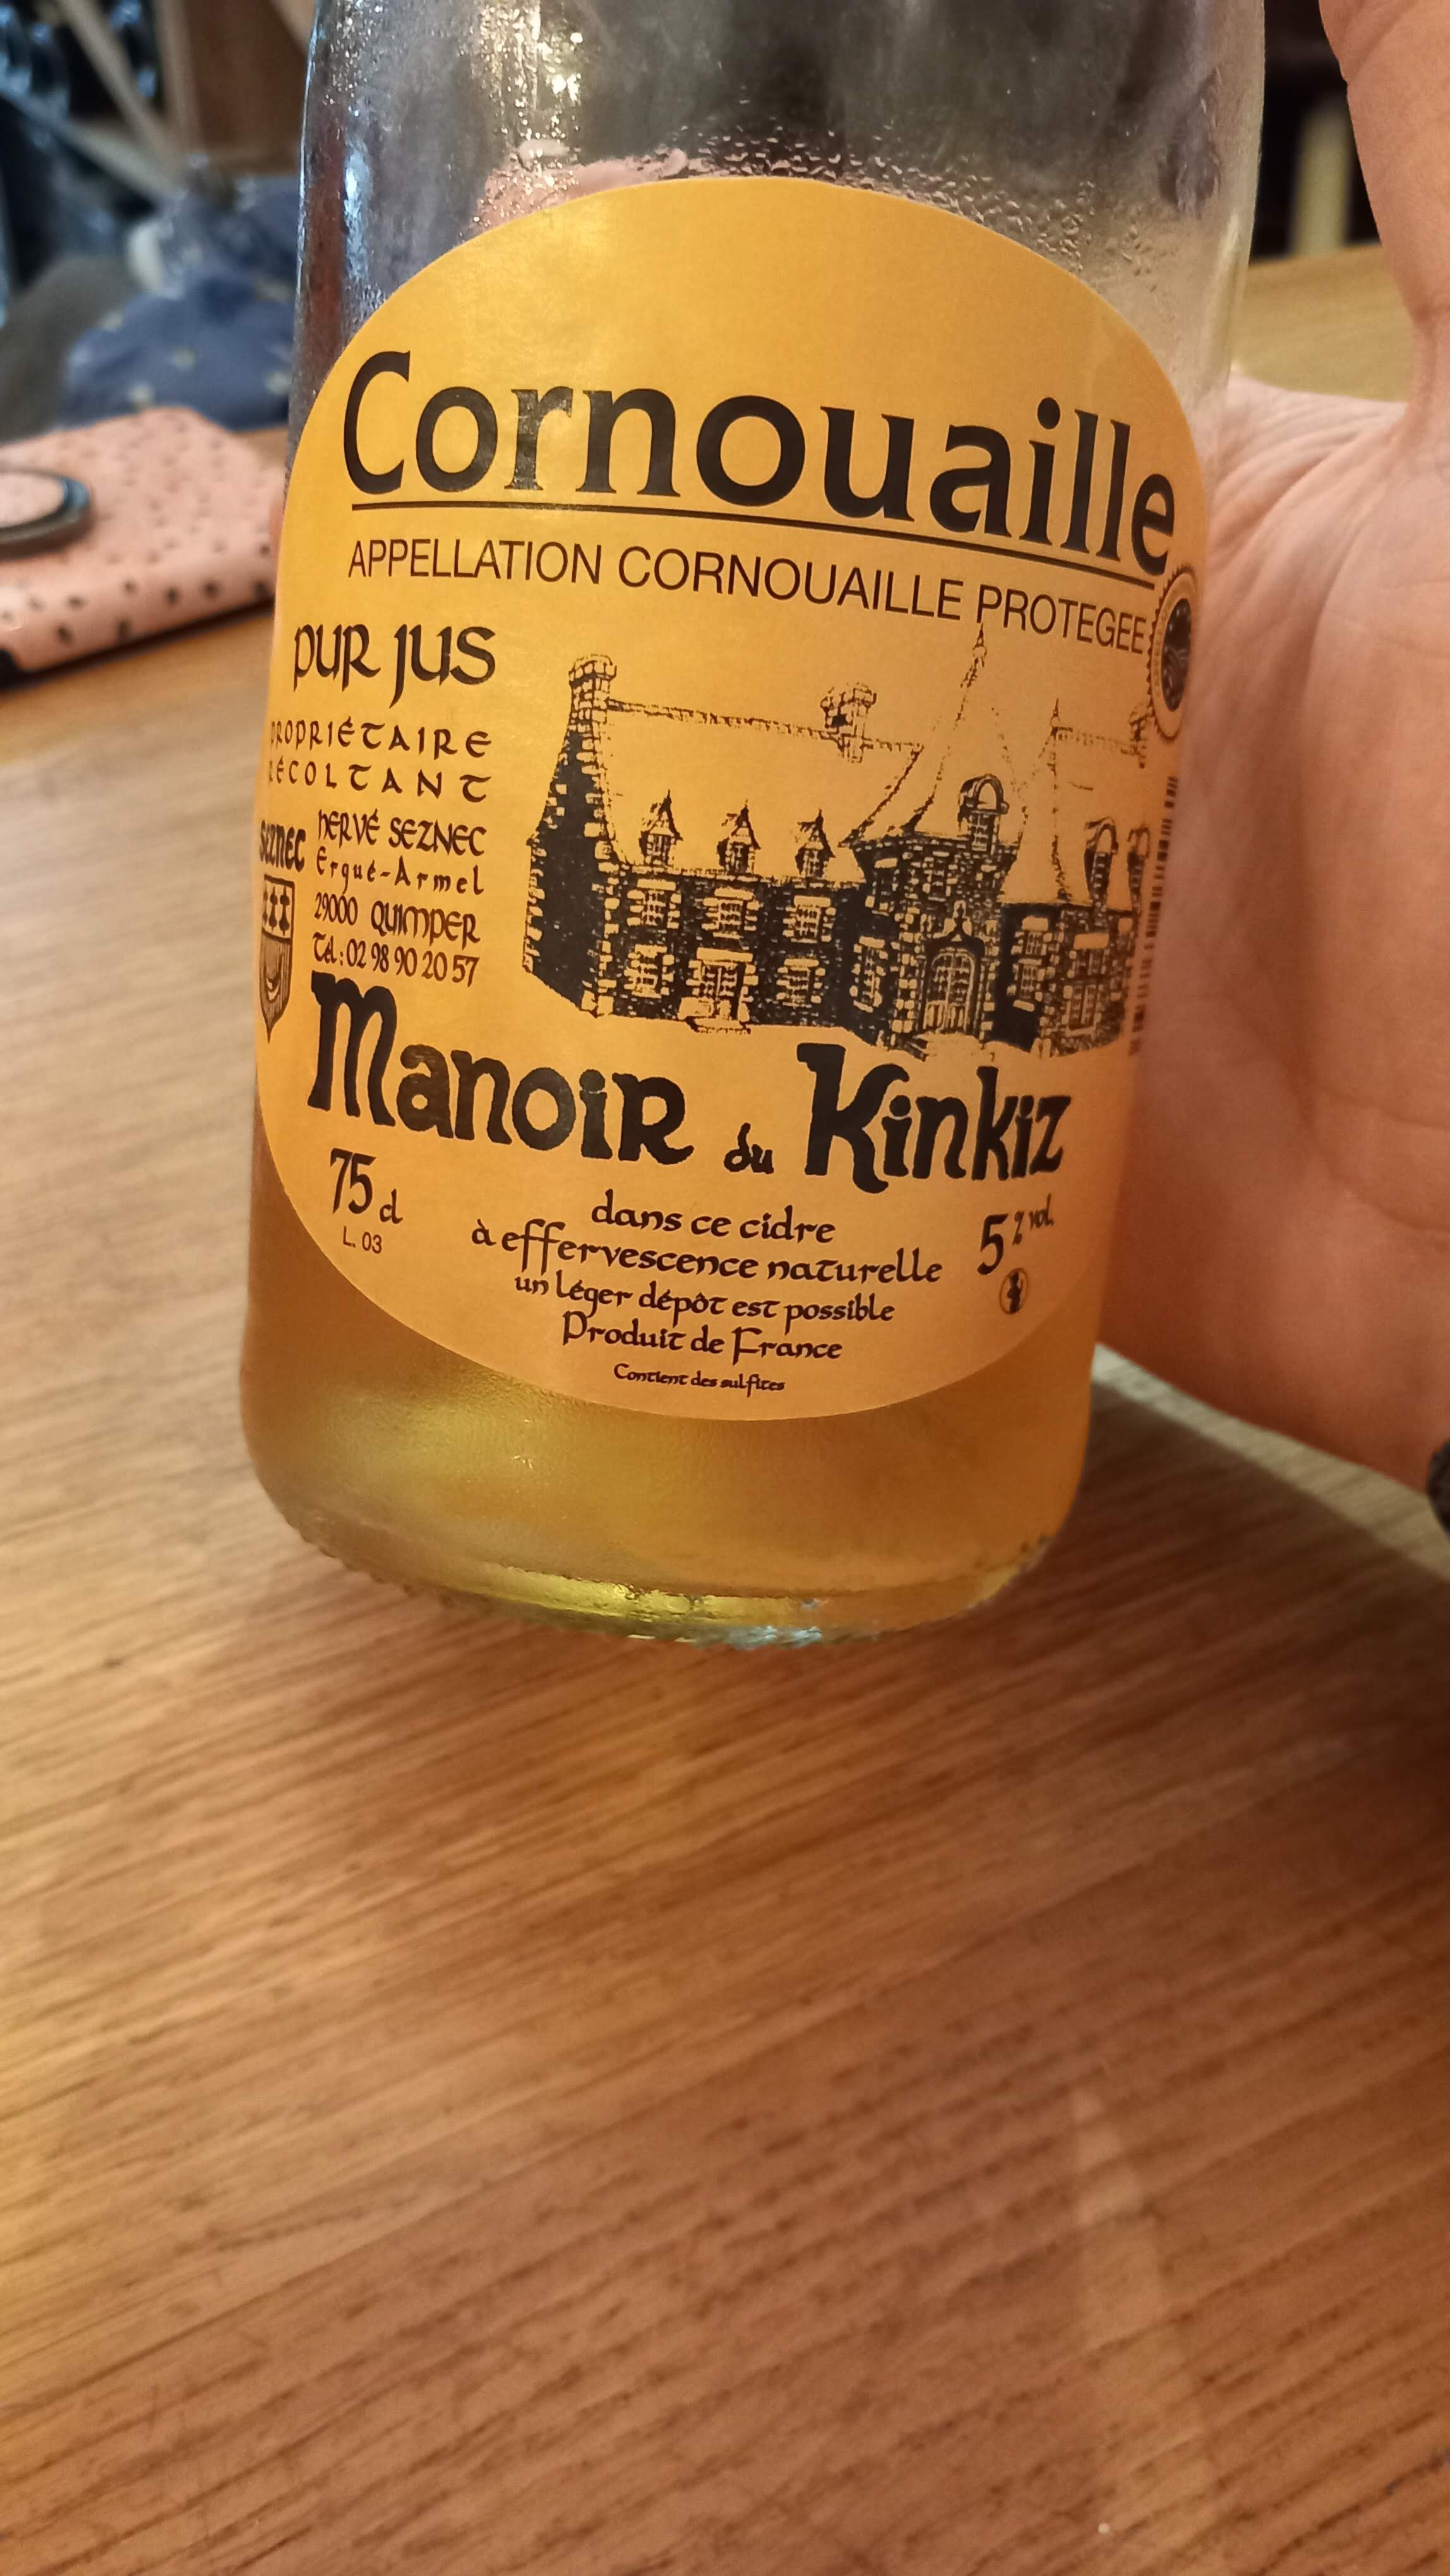 Cornouaille
APPELLATION CORNOUAILLE PROTEGEE
PUR JUS
PROPRIÉTAIRE
RÉCOLTANT
SEZNEC
HERVÉ SEZNEC
Ergué-Armel
29000 QUIMPER
Tél : 02 98 90 20 57
Manoir du Kinkiz
75 cl
L. 03
dans ce cidre
à effervescence naturelle
un léger dépôt est possible
Produit de France
Contient des sulfites
5 % vol.